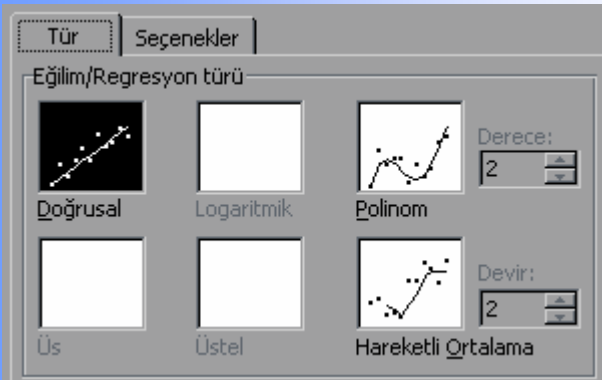 Tür Seçenekler
Eğilim/Regresyon türü
Derece:
2
Doğrusal Logaritmik Polinom
Devir:
2
Üs Üstel Hareketli Ortalama